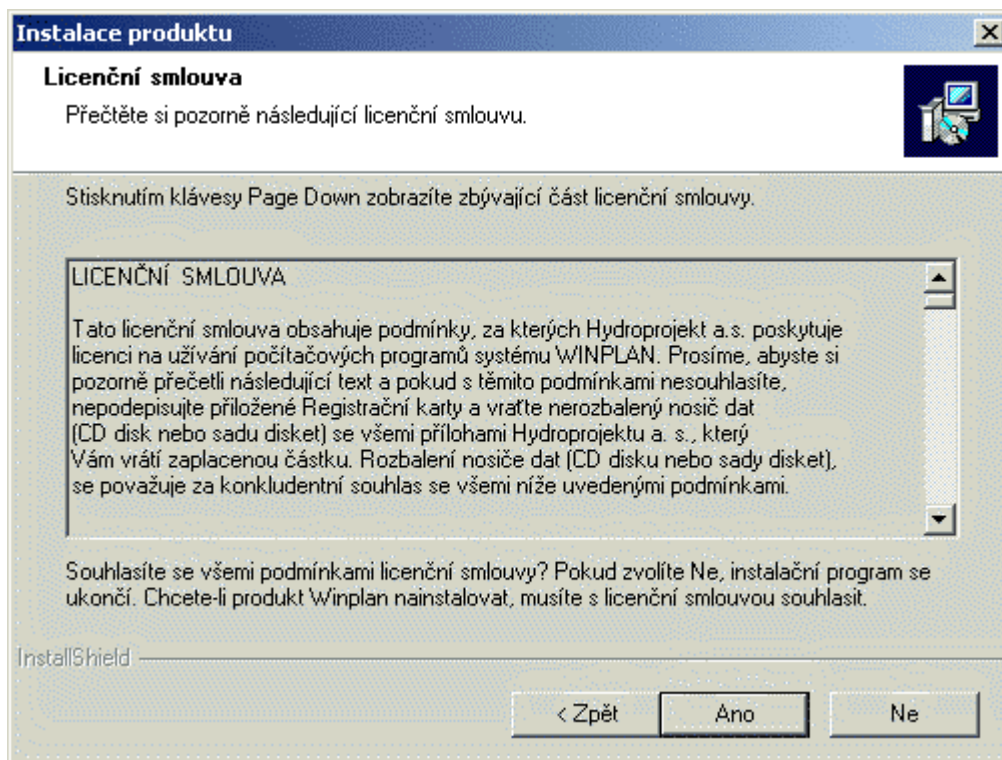 Instalace produktu
Licenční smlouva
Přečtěte si pozorně následující licenční smlouvu.
Stisknutím klávesy Page Down zobrazíte zbývající část licenční smlouvy.
LICENČNÍ SMLOUVA
Tato licenční smlouva obsahuje podmínky, za kterých Hydroprojekt a.s. poskytuje
licenci na užívání počítačových programů systému WINPLAN. Prosíme, abyste si
pozorně přečetli následující text a pokud s těmito podmínkami nesouhlasíte,
nepodepisujte přiložené Registrační karty a vraťte nerozbalený nosič dat
(CD disk nebo sadu disket) se všemi přílohami Hydroprojektu a. s., který
Vám vrátí zaplacenou částku. Rozbalení nosiče dat (CD disku nebo sady disket),
se považuje za konkludentní souhlas se všemi níže uvedenými podmínkami.
Souhlasíte se všemi podmínkami licenční smlouvy? Pokud zvolíte Ne, instalační program se
ukončí. Chcete-li produkt Winplan nainstalovat, musíte s licenční smlouvou souhlasit.
InstallShield
< Zpět
Ano
Ne